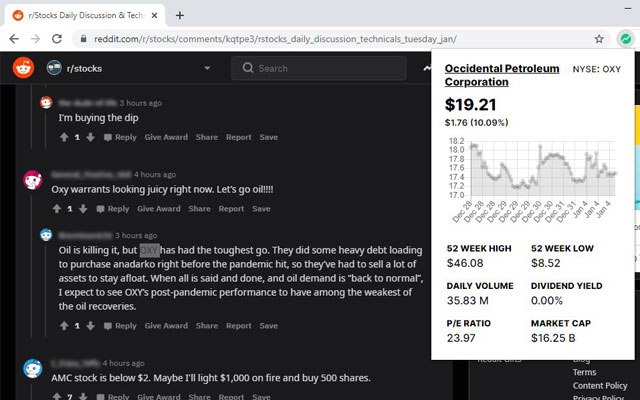 r/Stocks Daily Discussion & Techn
reddit.com/r/stocks/comments/kqtpe3/rstocks_daily_discussion_technicals_tuesday_jan/
r/stocks
Search
3 hours ago
I'm buying the dip
1 Reply Give Award Share Report Save
4 hours ago
Oxy warrants looking juicy right now. Let's go oil!!!!
1 Reply Give Award Share Report Save
3 hours ago
Oil is killing it, but OXY has had the toughest go. They did some heavy debt loading
to purchase anadarko right before the pandemic hit, so they've had to sell a lot of
assets to stay afloat. When all is said and done, and oil demand is "back to normal",
I expect to see OXY's post-pandemic performance to have among the weakest of
the oil recoveries.
1 Reply Give Award Share Report Save
4 hours ago
AMC stock is below $2. Maybe I'll light $1,000 on fire and buy 500 shares.
7 Reply Give Award Share Report Save
Occidental Petroleum
Corporation
NYSE: OXY
$19.21
$1.76 (10.09%)
18.2
18.0
17.8
17.6
17.4
17.2
17.0
Dec 28
Dec 28
Dec 28
Dec 29
Dec 29
Dec 30
Dec 30
Dec 30
Dec 31
Dec 31
Jan 4
Jan 4
Jan 4
52 WEEK HIGH 52 WEEK LOW
$46.08 $8.52
DAILY VOLUME DIVIDEND YIELD
35.83 M 0.00%
P/E RATIO MARKET CAP
23.97 $16.25 B
Reddit Gifts Blog
Terms
Content Policy
Privacy Policy